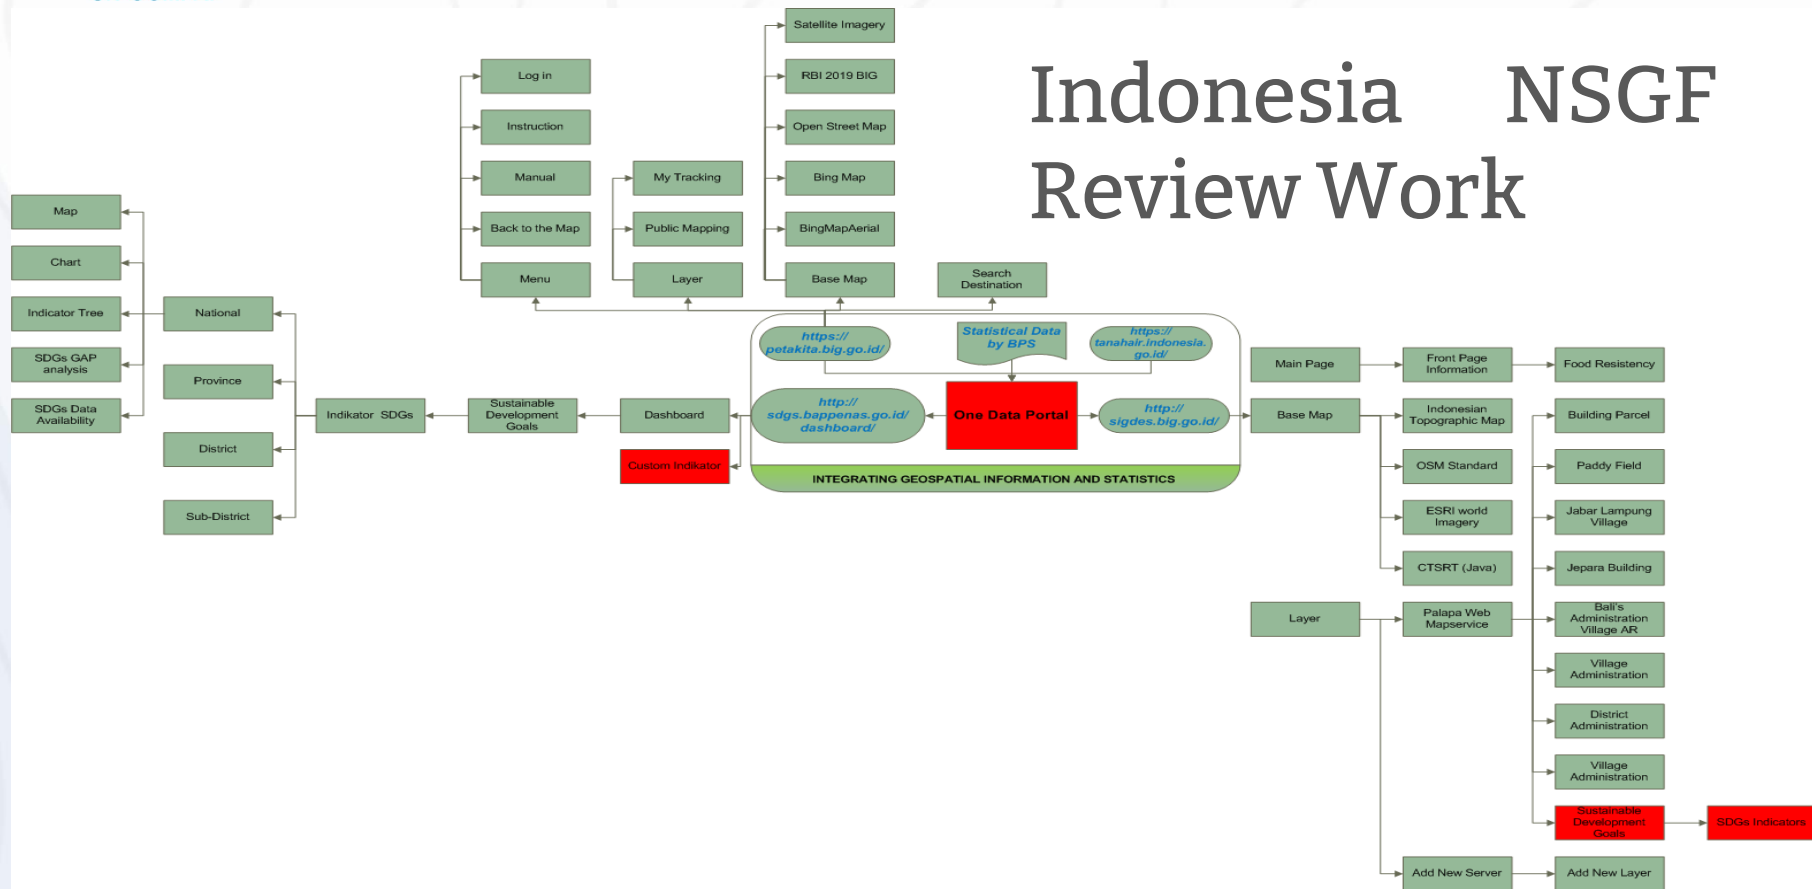 Indonesia NSGF
Review Work
Satellite Imagery
RBI 2019 BIG
Open Street Map
Bing Map
BingMapAerial
Base Map
Log in
Instruction
Manual
Back to the Map
Menu
My Tracking
Public Mapping
Layer
Search
Destination
Map
Chart
Indicator Tree
SDGs GAP
analysis
SDGs Data
Availability
National
Province
District
Sub-District
Indikator SDGs
Sustainable
Development
Goals
Dashboard
Custom Indikator
https://
petakita.big.go.id/
Statistical Data
by BPS
https://
tanahair.indonesia.
go.id/
http://
sdgs.bappenas.go.id/
dashboard/
One Data Portal
http://
sigdes.big.go.id/
INTEGRATING GEOSPATIAL INFORMATION AND STATISTICS
Main Page
Front Page
Information
Food Resistency
Base Map
Indonesian
Topographic Map
OSM Standard
ESRI world
Imagery
CTSRT (Java)
Layer
Palapa Web
Mapservice
Building Parcel
Paddy Field
Jabar Lampung
Village
Jepara Building
Bali's
Administration
Village AR
Village
Administration
District
Administration
Village
Administration
Sustainable
Development
Goals
SDGs Indicators
Add New Server
Add New Layer